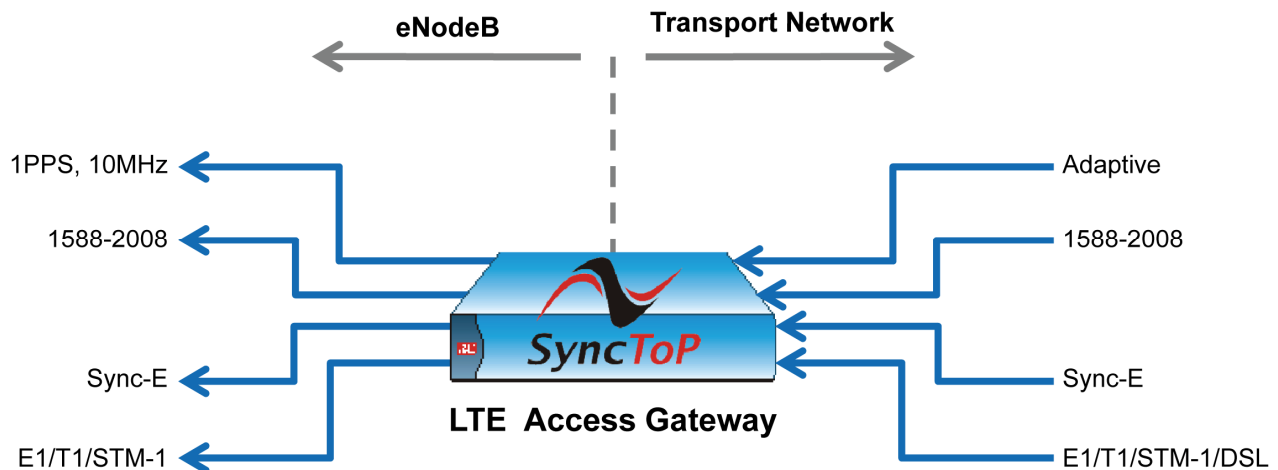 eNodeB
Transport Network
1PPS, 10MHz
Adaptive
1588-2008
1588-2008
SyncToP
Sync-E
Sync-E
LTE Access Gateway
E1/T1/STM-1
E1/T1/STM-1/DSL